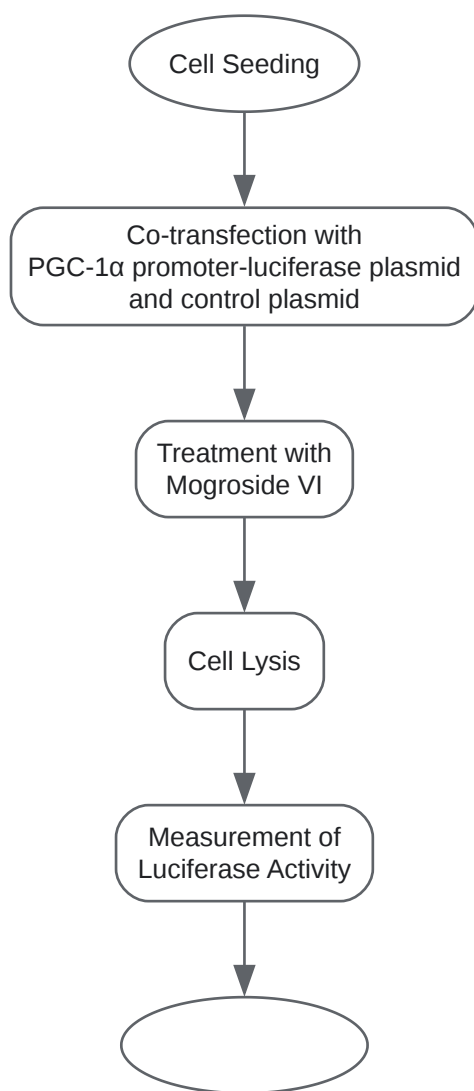 Cell Seeding
Co-transfection with
PGC-1α promoter-luciferase plasmid
and control plasmid
Treatment with
Mogroside VI
Cell Lysis
Measurement of
Luciferase Activity